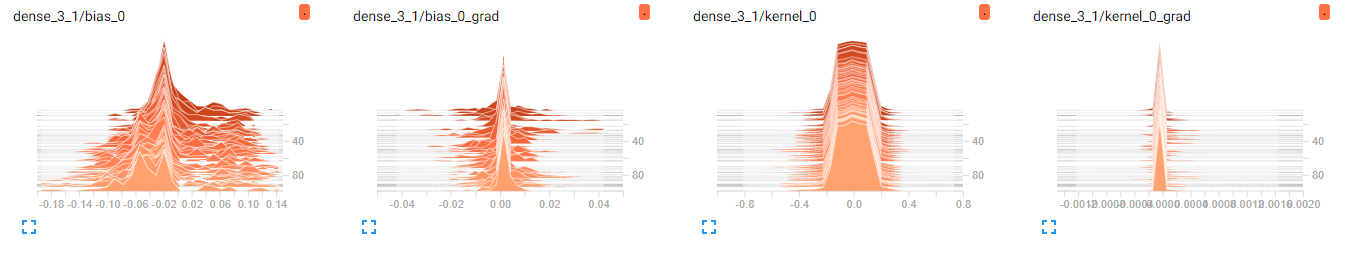 dense_3_1/bias_0
dense_3_1/bias_0_grad
dense_3_1/kernel_0
dense_3_1/kernel_0_grad
40
80
-0.18 -0.14 -0.10 -0.06 -0.02 0.02 0.06 0.10 0.14
40
80
-0.04 -0.02 0.00 0.02 0.04
40
80
-0.8 -0.4 0.0 0.4 0.8
40
80
0.0020